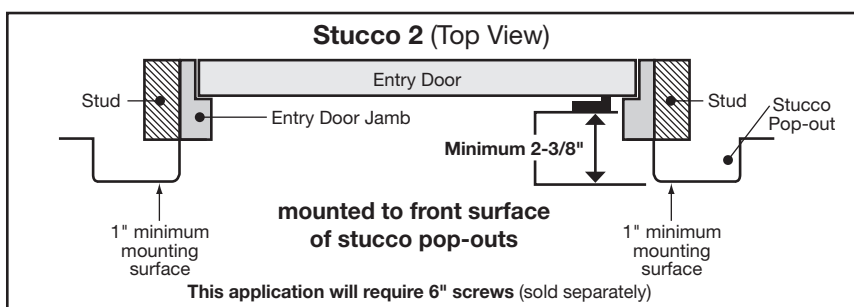 Stucco 2 (Top View)
Entry Door
Stud
Entry Door Jamb
Stud
Stucco
Pop-out
Minimum 2-3/8"
1" minimum
mounting
surface
mounted to front surface
of stucco pop-outs
1" minimum
mounting
surface
This application will require 6" screws (sold separately)